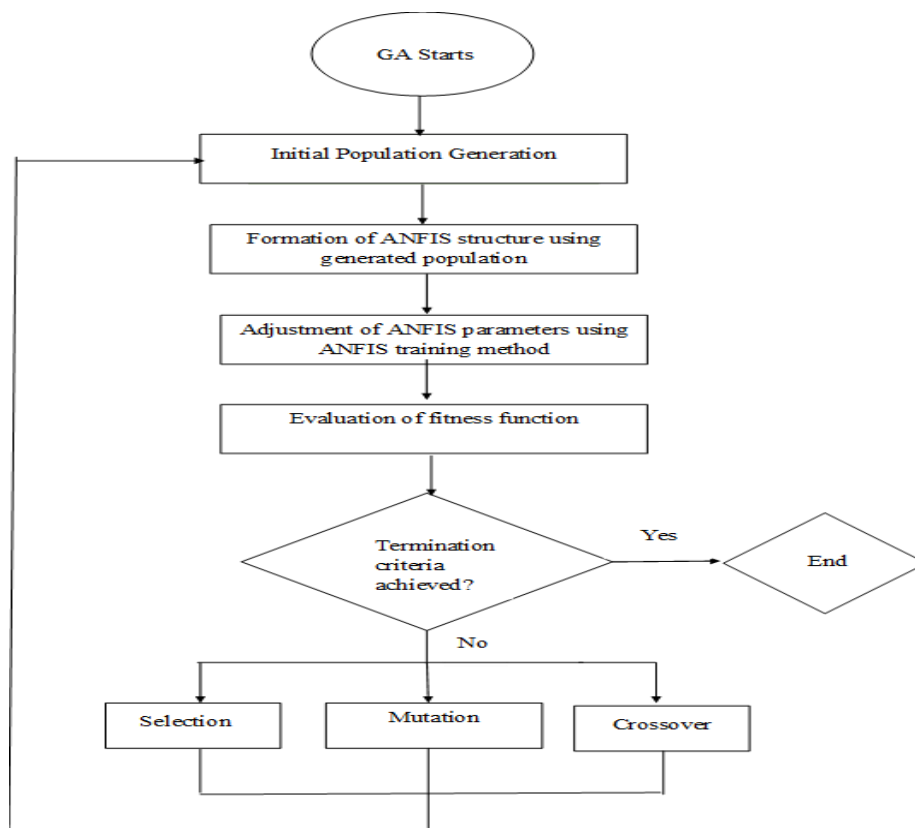 GA Starts
Initial Population Generation
Formation of ANFIS structure using
generated population
Adjustment of ANFIS parameters using
ANFIS training method
Evaluation of fitness function
Termination
criteria
achieved?
Yes
End
No
Selection
Mutation
Crossover